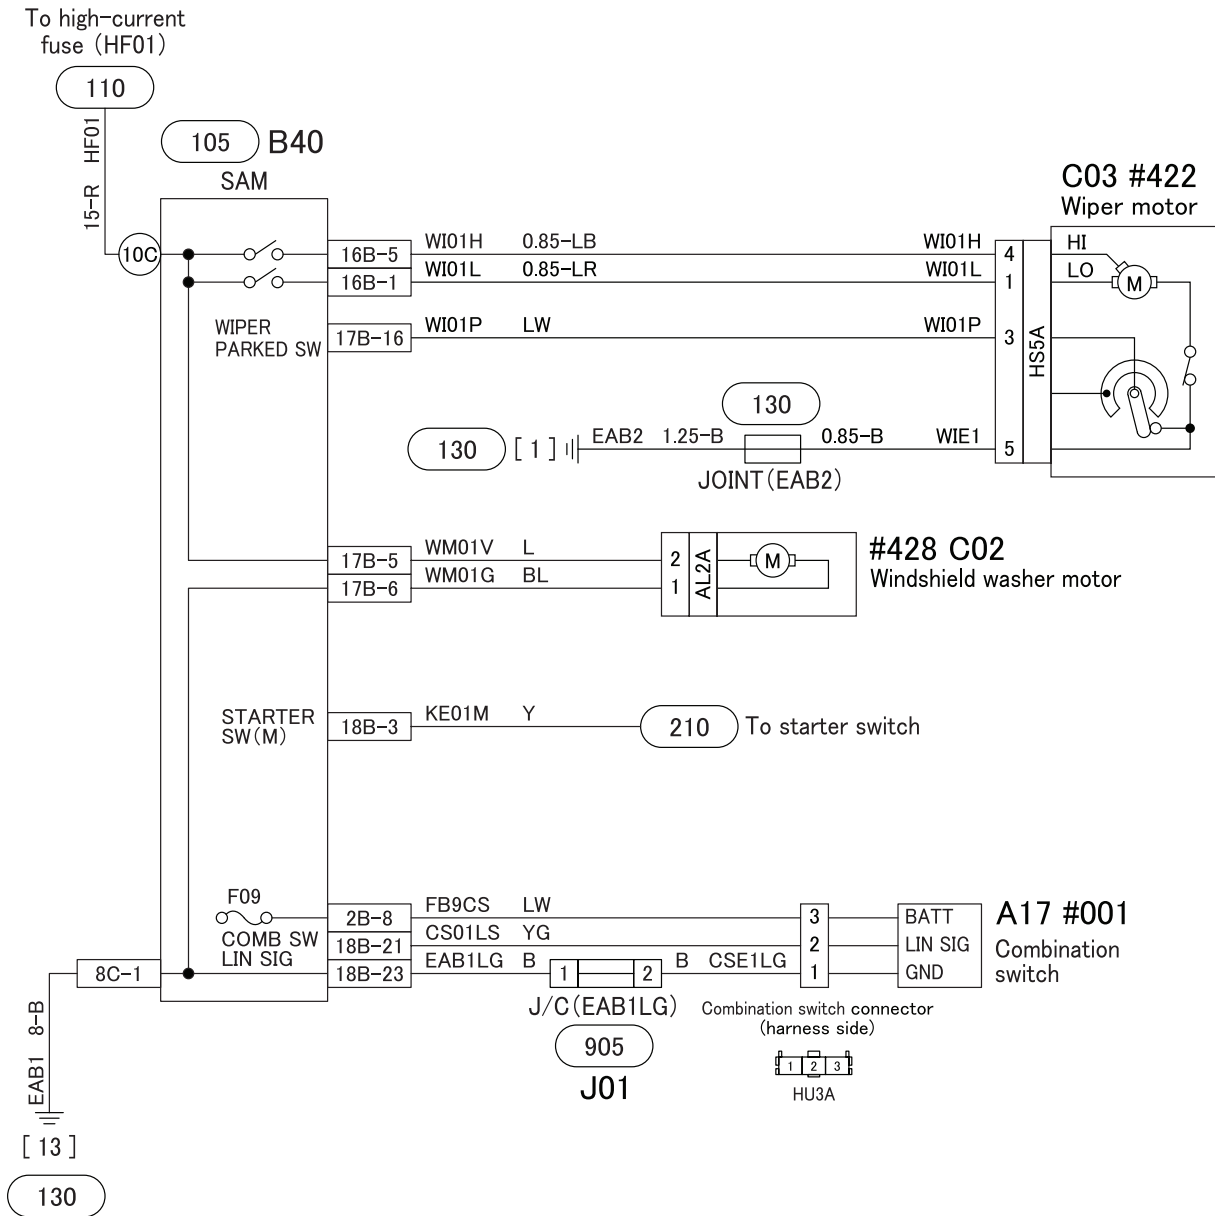 To high-current
fuse (HF01)
110
15-R HF01
105 B40
SAM
10C
C03 #422
Wiper motor
16B-5 WI01H 0.85-LB WI01H 4 HI
16B-1 WI01L 0.85-LR WI01L 1 LO
M
WIPER
PARKED SW
17B-16 WI01P LW WI01P 3
HS5A
130
130 [1] EAB2 1.25-B 0.85-B WIE1 5
JOINT(EAB2)
17B-5 WM01V L 2
17B-6 WM01G BL 1
AL2A
M
#428 C02
Windshield washer motor
STARTER
SW(M)
18B-3 KE01M Y 210 To starter switch
F09
2B-8 FB9CS LW 3 BATT
COMB SW
LIN SIG
18B-21 CS01LS YG 2 LIN SIG
8C-1 18B-23 EAB1LG B 1 2 B CSE1LG 1 GND
A17 #001
Combination
switch
J/C(EAB1LG)
905
J01
Combination switch connector
(harness side)
1 2 3
HU3A
EAB1 8-B
[13]
130